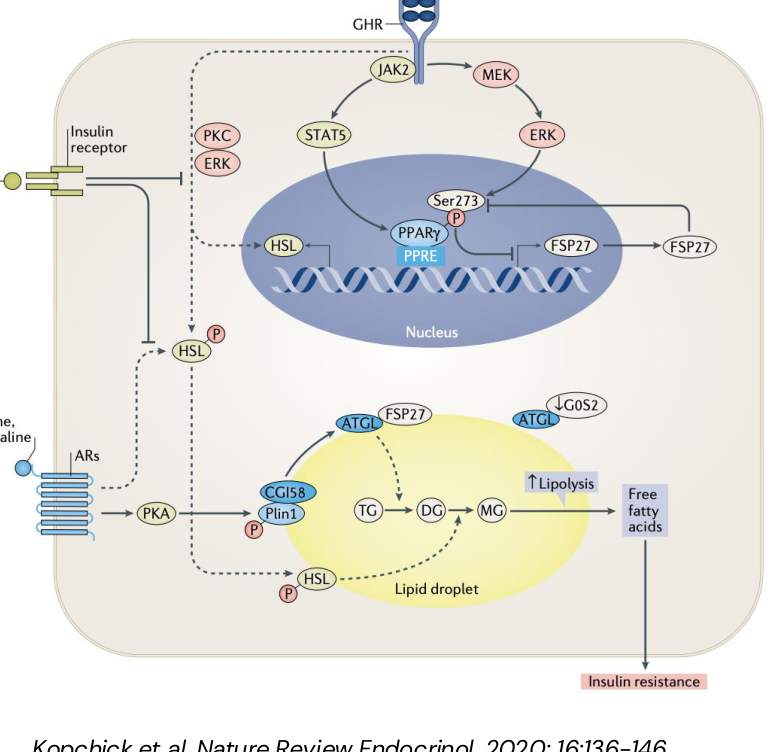 GHR
JAK2
MEK
Insulin
receptor
PKC
ERK
STAT5
ERK
Ser273
P
PPARγ
PPRE
HSL
FSP27
FSP27
Nucleus
P
HSL
ATGL
FSP27
ATGL
↓G0S2
aline
ARs
CGI58
Plin1
P
PKA
TG
DG
MG
↑Lipolysis
Free
fatty
acids
HSL
P
Lipid droplet
Insulin resistance
Kopchick et al. Nature Review Endocrinol. 2020; 16:136-146